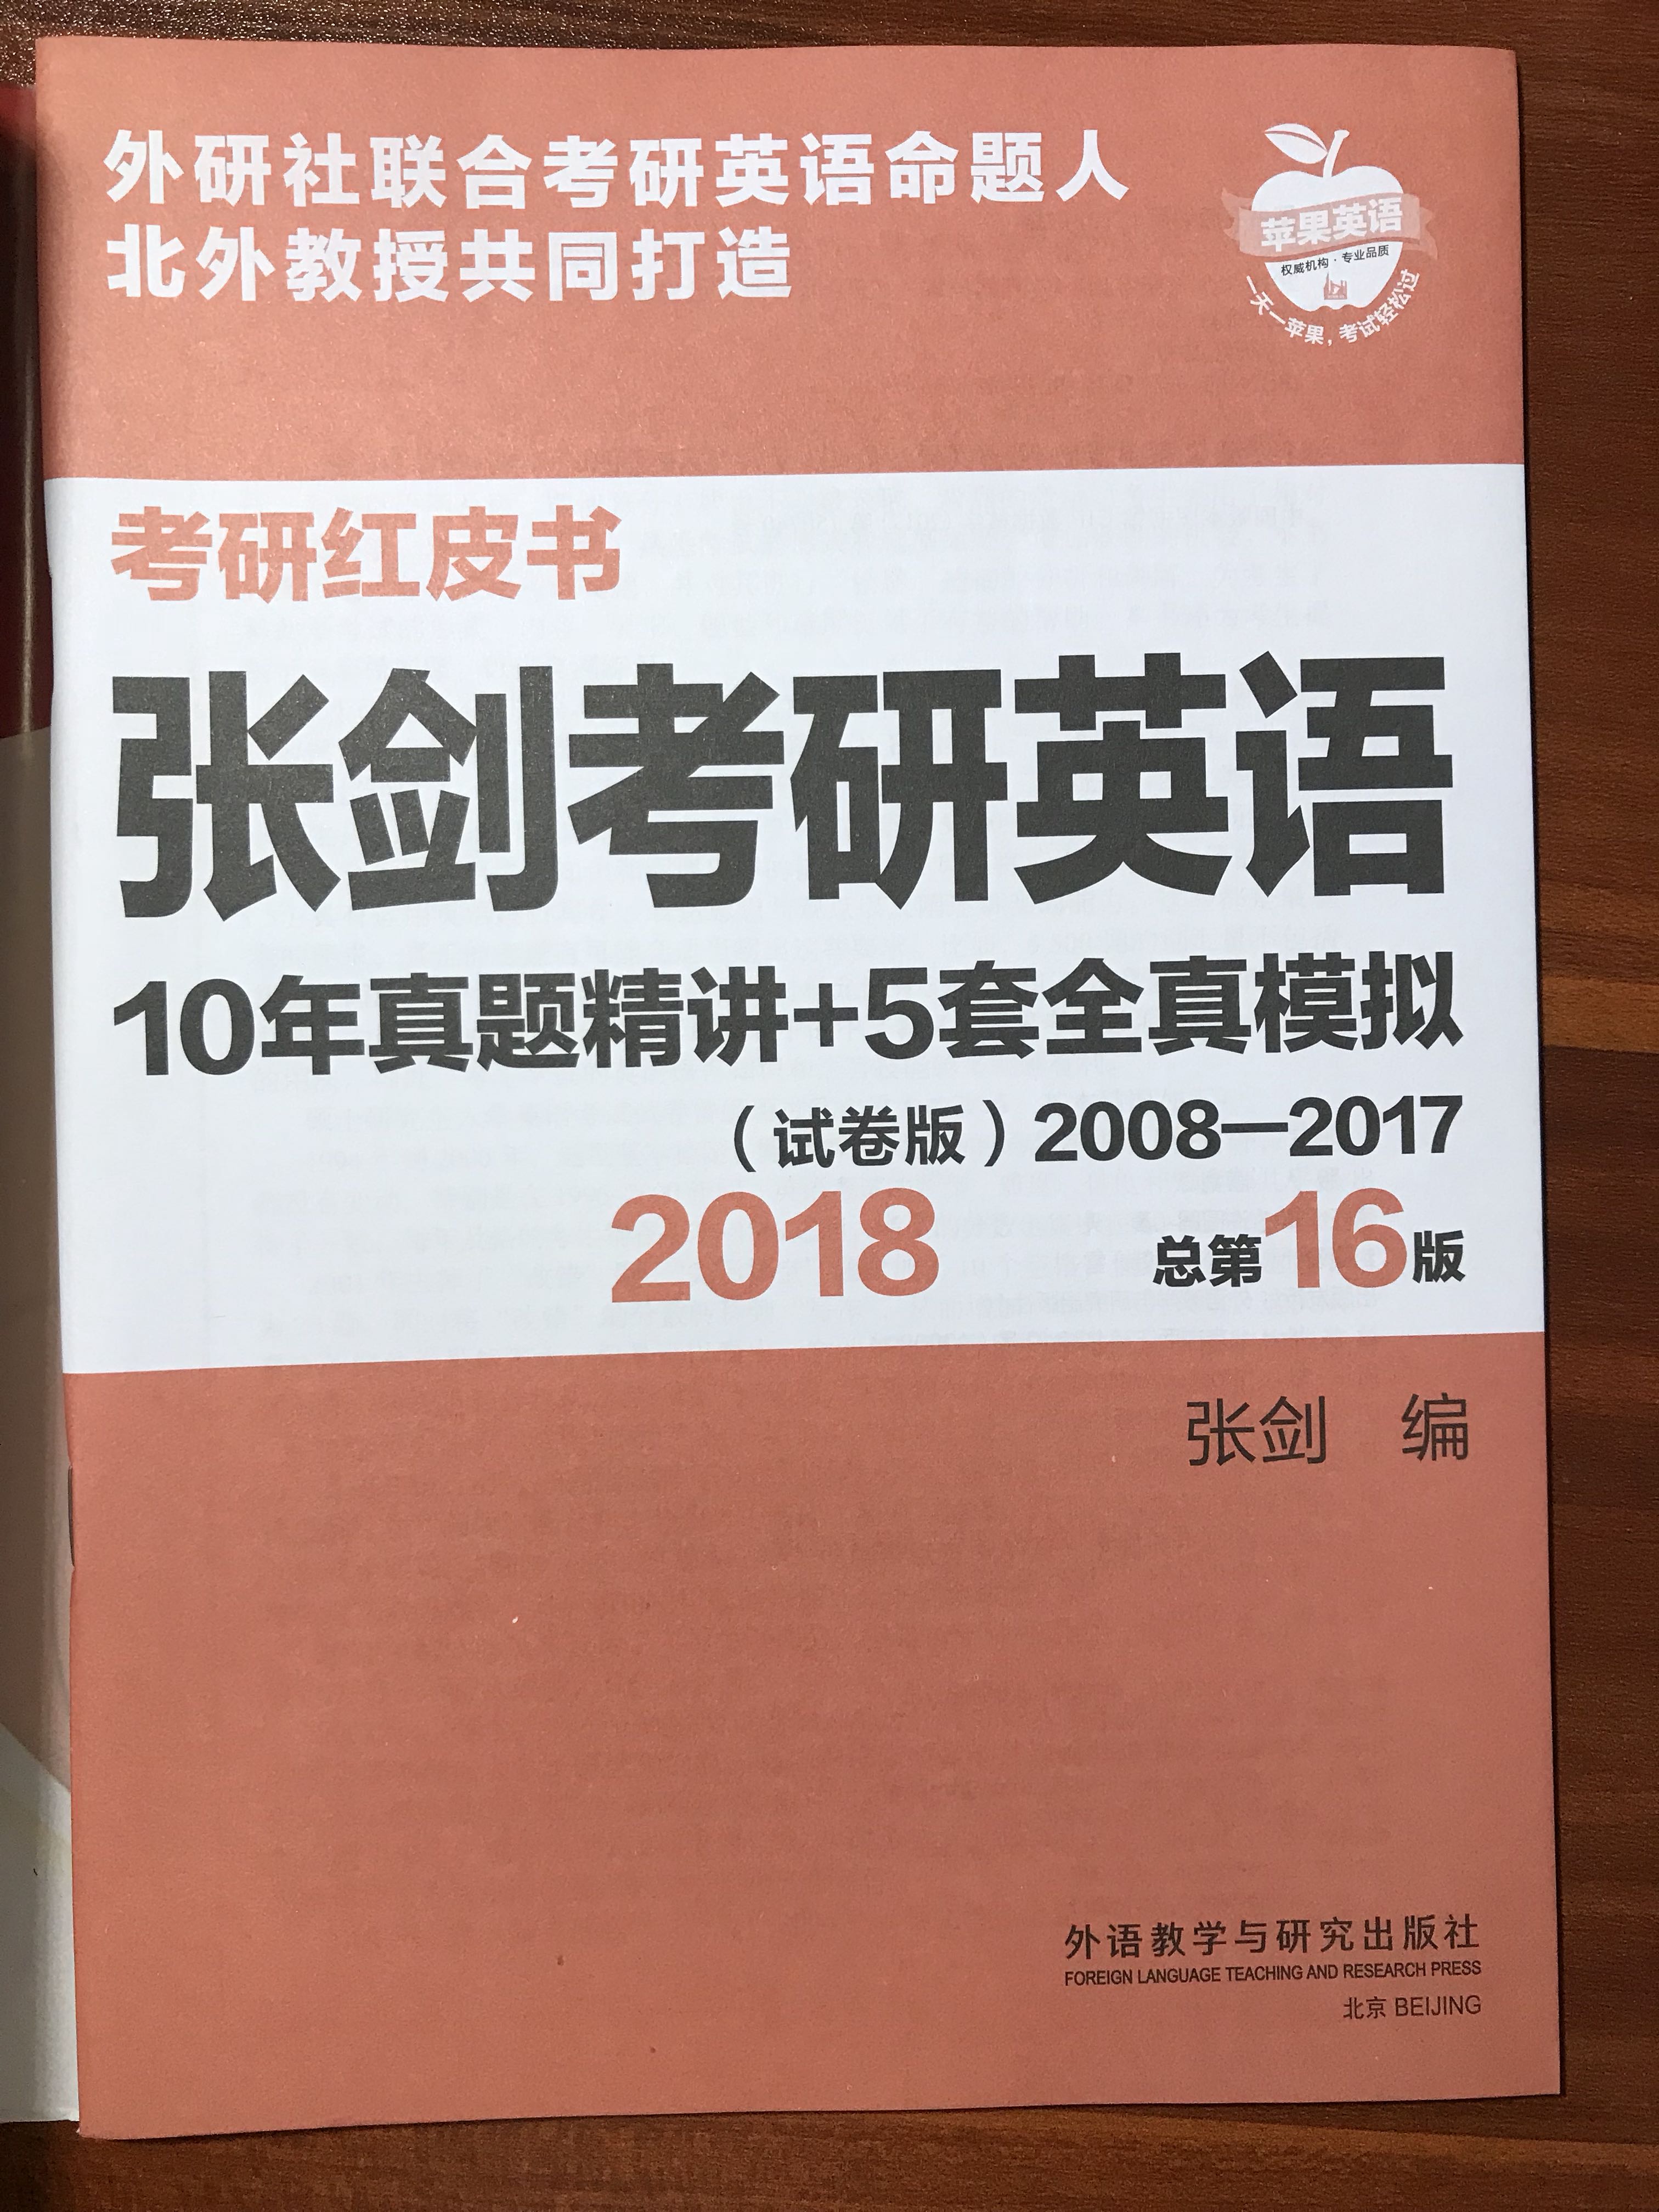 外研社联合考研英语命题人
北外教授共同打造
苹果英语
权威机构·专业品质
一天一苹果，考试轻松过
考研红皮书
张剑考研英语
10年真题精讲+5套全真模拟
（试卷版）2008—2017
2018 总第16版
张剑 编
外语教学与研究出版社
FOREIGN LANGUAGE TEACHING AND RESEARCH PRESS
北京 BEIJING